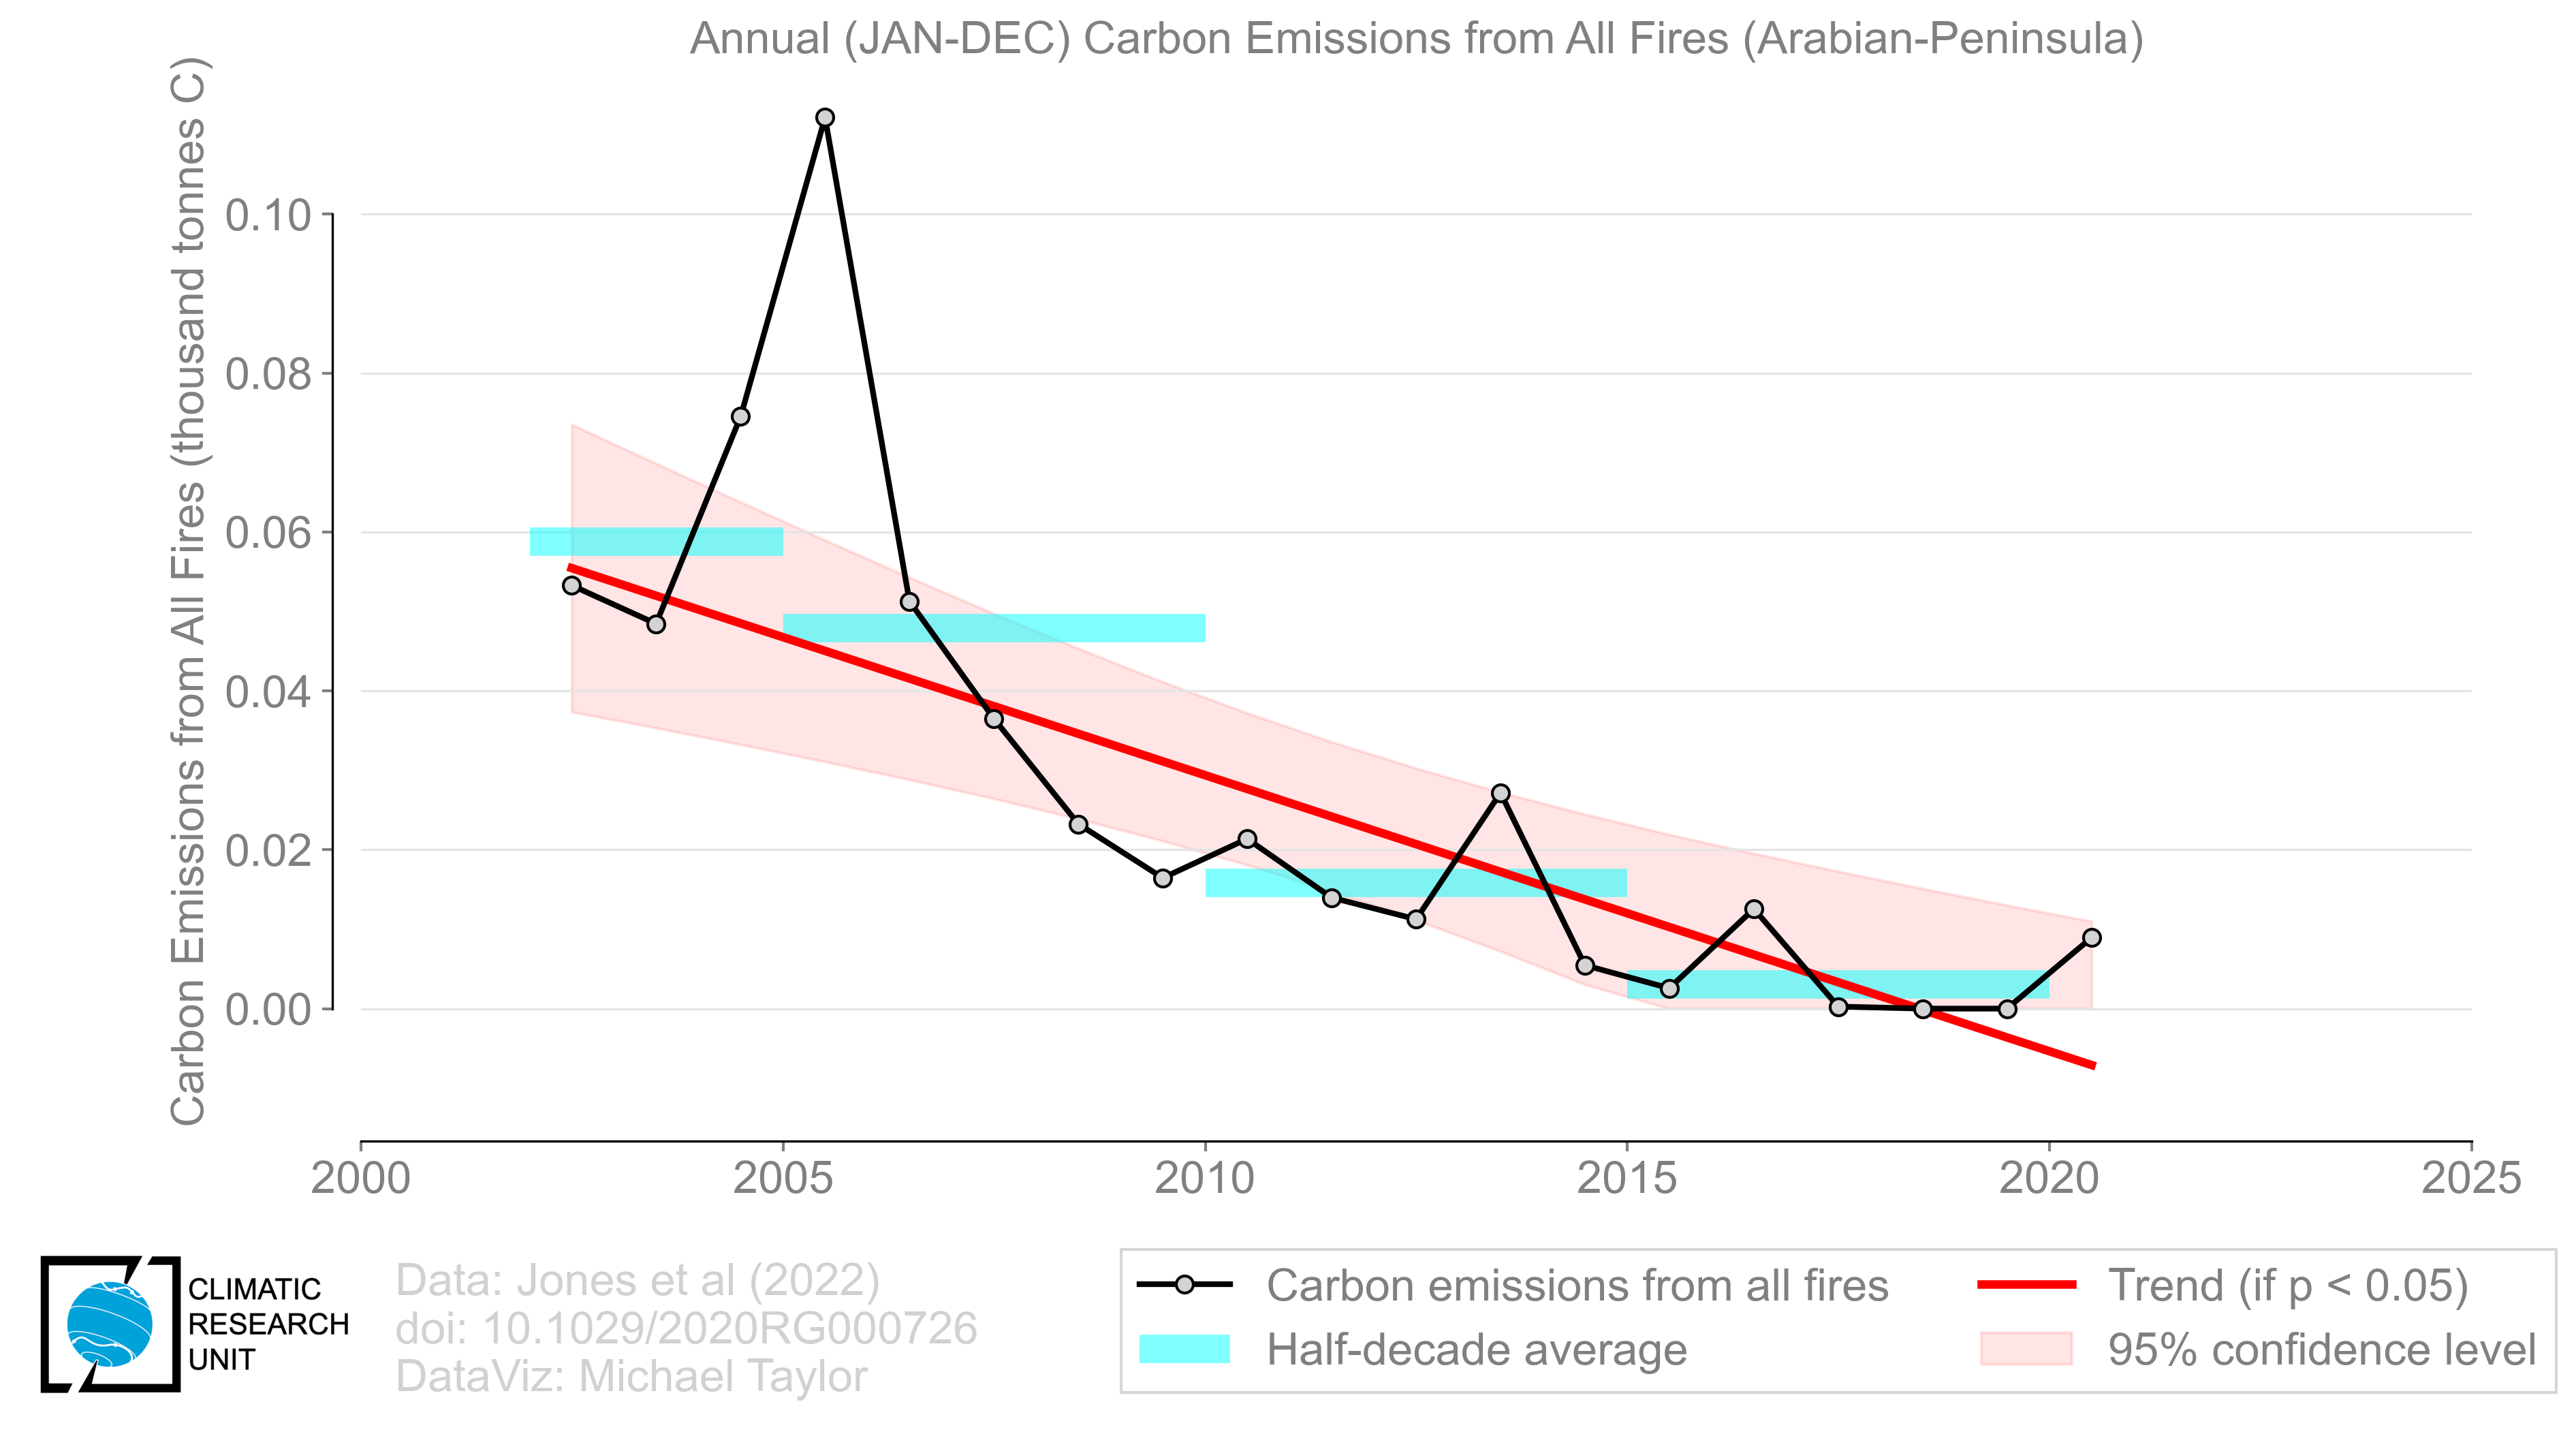 Annual (JAN-DEC) Carbon Emissions from All Fires (Arabian-Peninsula)
Carbon Emissions from All Fires (thousand tonnes C)
0.10
0.08
0.06
0.04
0.02
0.00
2000 2005 2010 2015 2020 2025
CLIMATIC
RESEARCH
UNIT
Data: Jones et al (2022)
doi: 10.1029/2020RG000726
DataViz: Michael Taylor
Carbon emissions from all fires
Half-decade average
Trend (if p < 0.05)
95% confidence level